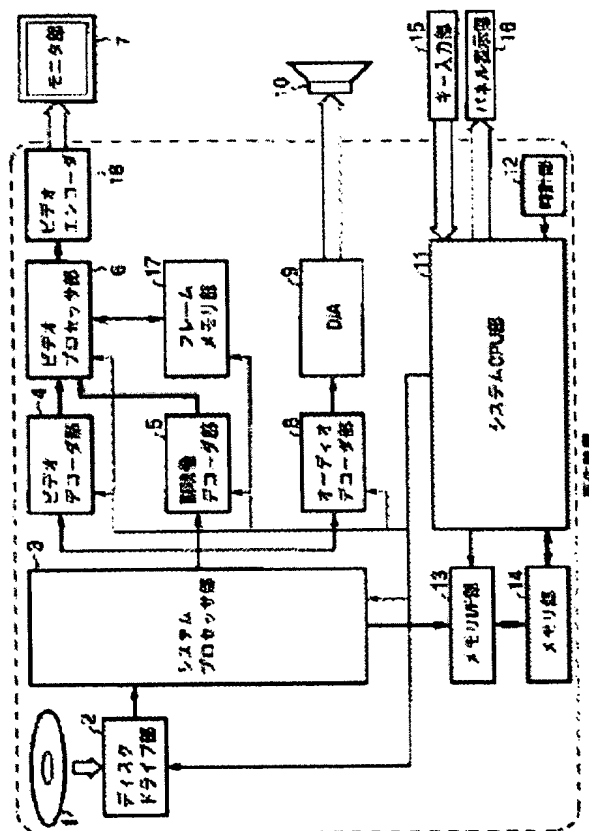 1
2
ディスク
ドライブ部
3
システム
プロセッサ部
4
ビデオ
デコーダ部
5
副映像
デコーダ部
8
オーディオ
デコーダ部
6
ビデオ
プロセッサ部
17
フレーム
メモリ部
9
D/A
18
ビデオ
エンコーダ
モニタ部
7
10
13
メモリI/F部
14
メモリ部
11
システムCPU部
12
時計部
15
キー入力部
パネル表示部
16
再生装置